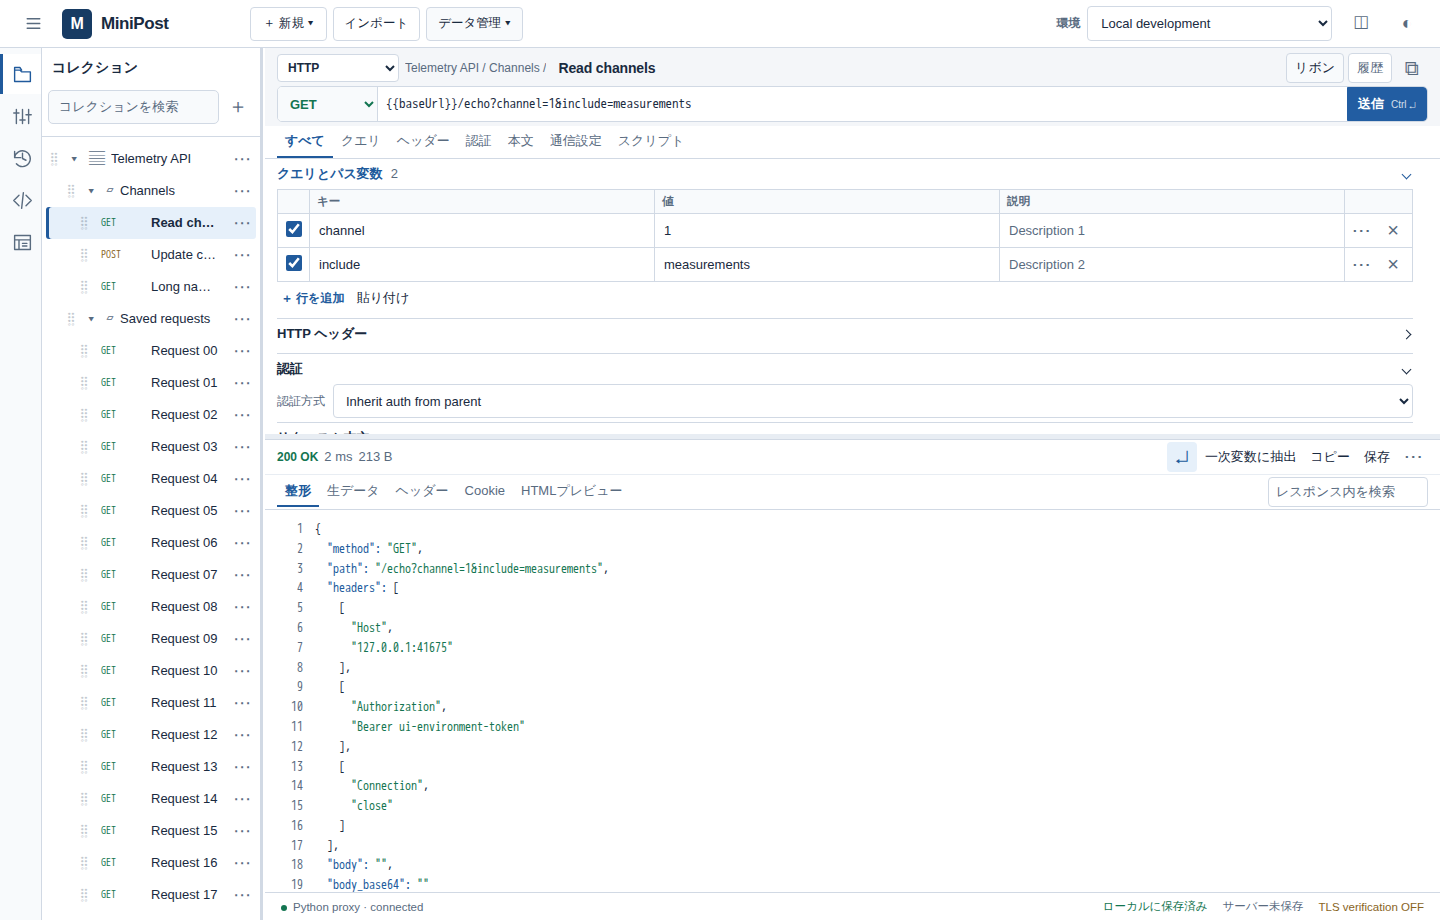 M MiniPost
＋ 新規 ▾ インポート データ管理 ▾
環境 Local development
コレクション
コレクションを検索 +
Telemetry API ···
Channels ···
GET Read ch... ···
POST Update c... ···
GET Long na... ···
Saved requests ···
GET Request 00 ···
GET Request 01 ···
GET Request 02 ···
GET Request 03 ···
GET Request 04 ···
GET Request 05 ···
GET Request 06 ···
GET Request 07 ···
GET Request 08 ···
GET Request 09 ···
GET Request 10 ···
GET Request 11 ···
GET Request 12 ···
GET Request 13 ···
GET Request 14 ···
GET Request 15 ···
GET Request 16 ···
GET Request 17 ···
HTTP Telemetry API / Channels / Read channels リボン 履歴
GET {{baseUrl}}/echo?channel=1&include=measurements 送信 Ctrl
すべて クエリ ヘッダー 認証 本文 通信設定 スクリプト
クエリとパス変数 2
キー 値 説明
channel 1 Description 1 ··· ×
include measurements Description 2 ··· ×
+ 行を追加 貼り付け
HTTP ヘッダー
認証
認証方式 Inherit auth from parent
200 OK 2 ms 213 B 一次変数に抽出 コピー 保存 ···
整形 生データ ヘッダー Cookie HTMLプレビュー レスポンス内を検索
1 {
2 "method": "GET",
3 "path": "/echo?channel=1&include=measurements",
4 "headers": [
5 [
6 "Host",
7 "127.0.0.1:41675"
8 ],
9 [
10 "Authorization",
11 "Bearer ui-environment-token"
12 ],
13 [
14 "Connection",
15 "close"
16 ]
17 ],
18 "body": "",
19 "body_base64": ""
Python proxy · connected ローカルに保存済み サーバー未保存 TLS verification OFF